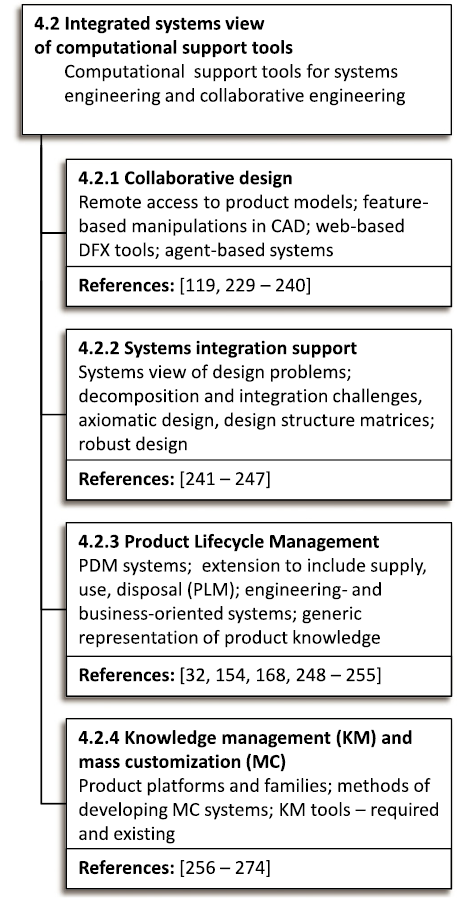 4.2 Integrated systems view
of computational support tools
Computational support tools for systems
engineering and collaborative engineering
4.2.1 Collaborative design
Remote access to product models; feature-
based manipulations in CAD; web-based
DFX tools; agent-based systems
References: [119, 229 – 240]
4.2.2 Systems integration support
Systems view of design problems;
decomposition and integration challenges,
axiomatic design, design structure matrices;
robust design
References: [241 – 247]
4.2.3 Product Lifecycle Management
PDM systems; extension to include supply,
use, disposal (PLM); engineering- and
business-oriented systems; generic
representation of product knowledge
References: [32, 154, 168, 248 – 255]
4.2.4 Knowledge management (KM) and
mass customization (MC)
Product platforms and families; methods of
developing MC systems; KM tools – required
and existing
References: [256 – 274]